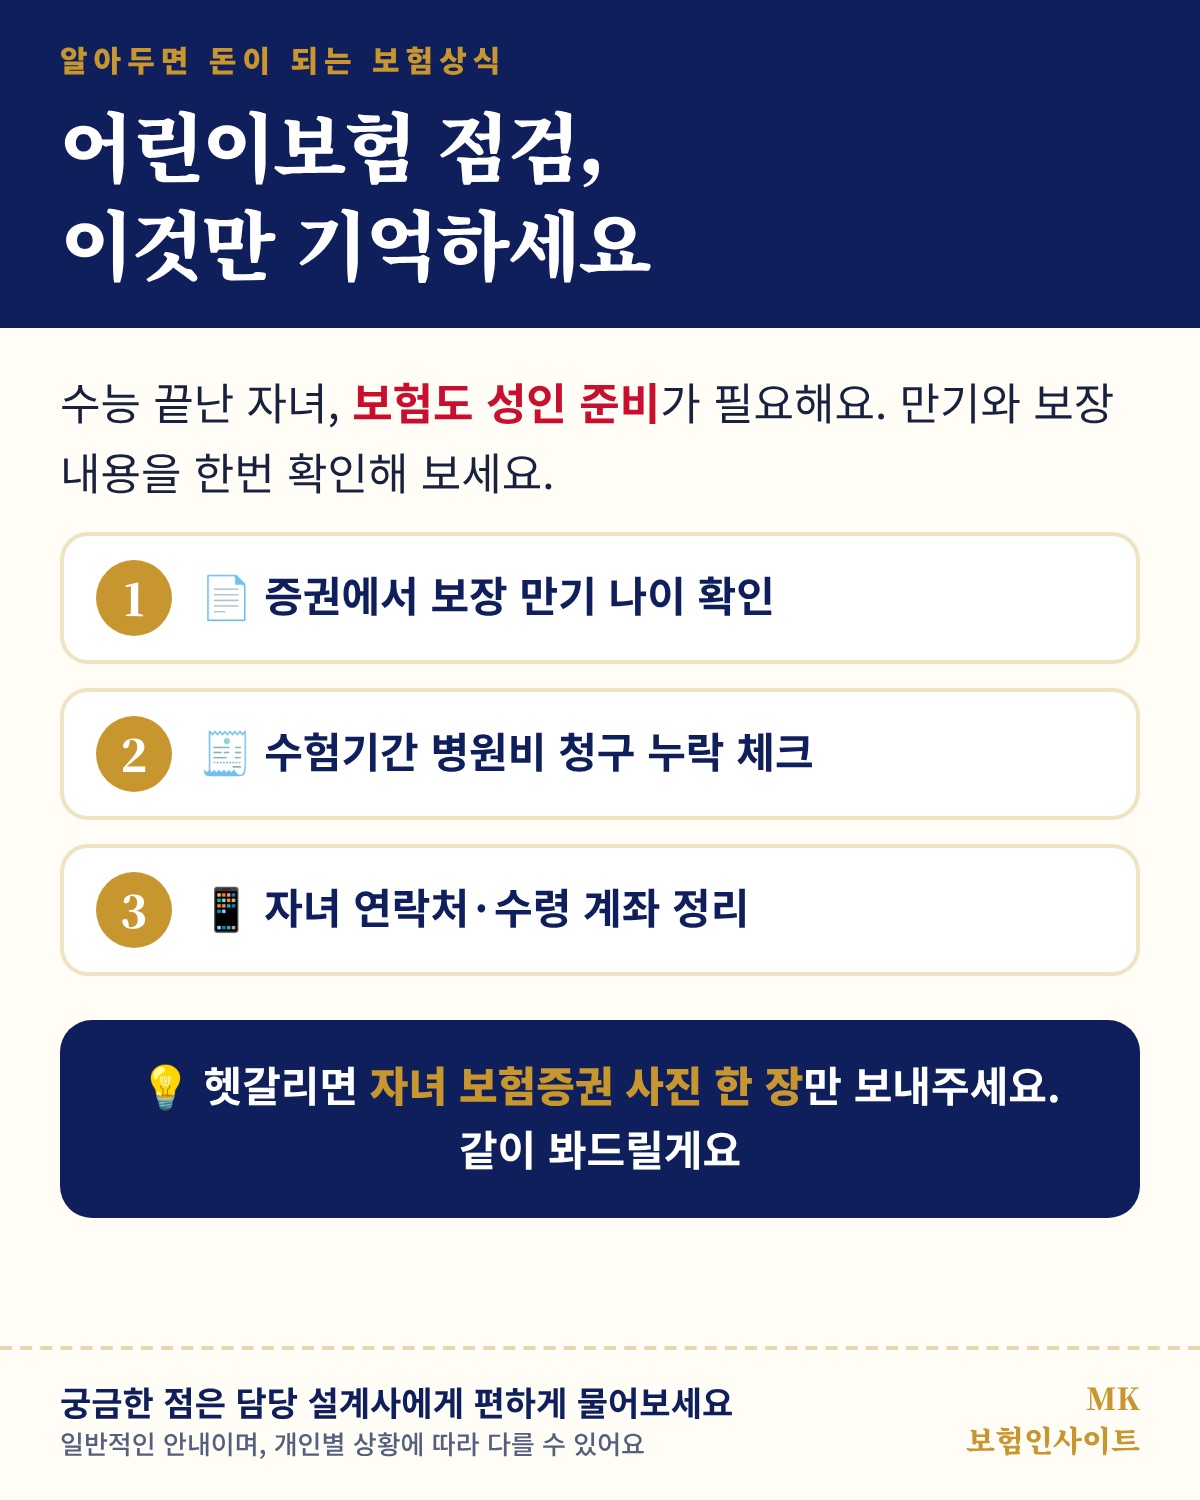 알아두면 돈이 되는 보험상식
어린이보험 점검,
이것만 기억하세요
수능 끝난 자녀, 보험도 성인 준비가 필요해요. 만기와 보장
내용을 한번 확인해 보세요.
1 📄 증권에서 보장 만기 나이 확인
2 🧾 수험기간 병원비 청구 누락 체크
3 📱 자녀 연락처·수령 계좌 정리
💡 헷갈리면 자녀 보험증권 사진 한 장만 보내주세요.
같이 봐드릴게요
궁금한 점은 담당 설계사에게 편하게 물어보세요
일반적인 안내이며, 개인별 상황에 따라 다를 수 있어요
MK
보험인사이트